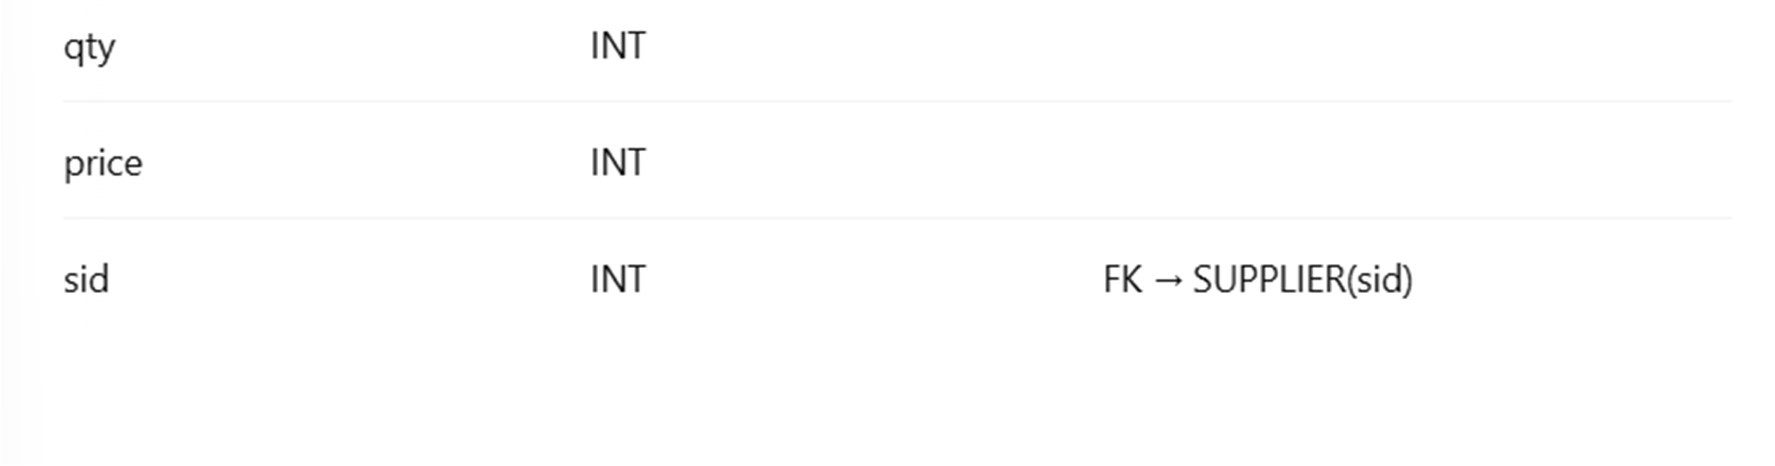 qty INT
price INT
sid INT FK → SUPPLIER(sid)